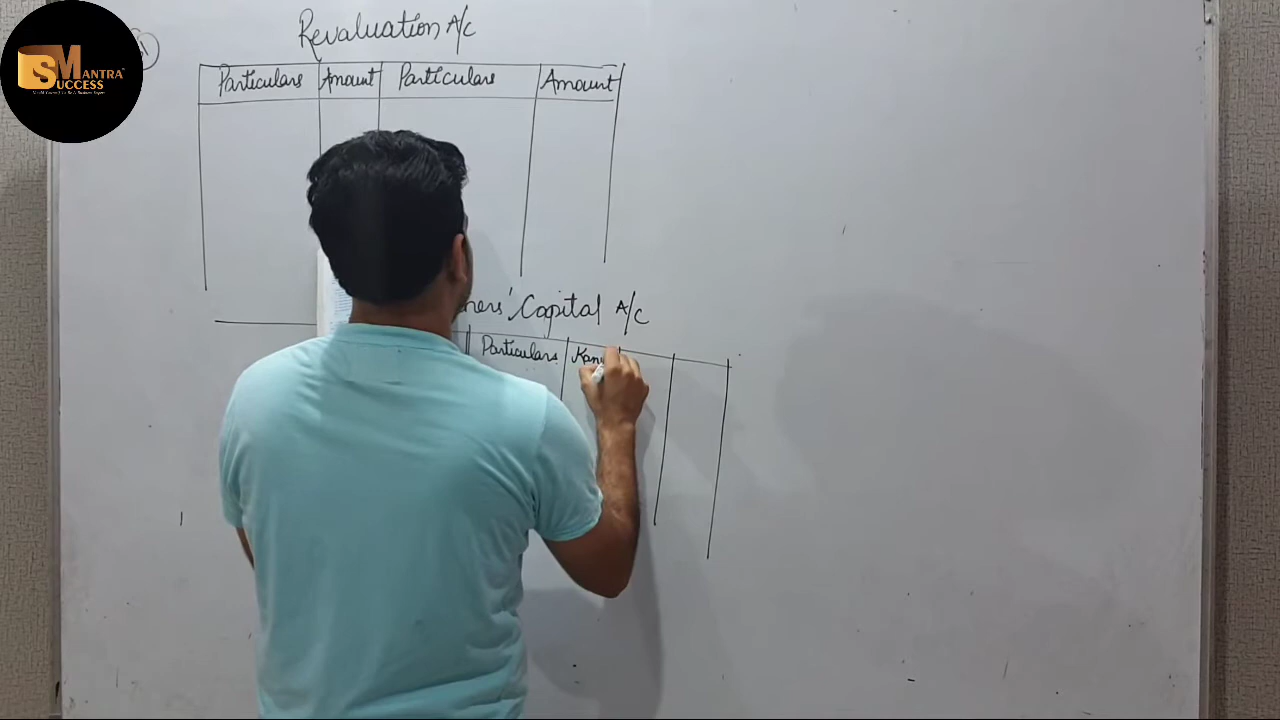 SMANTRA
SUCCESS
Revaluation A/c
Particulars Amount Particulars Amount
Capital A/c
Particulars